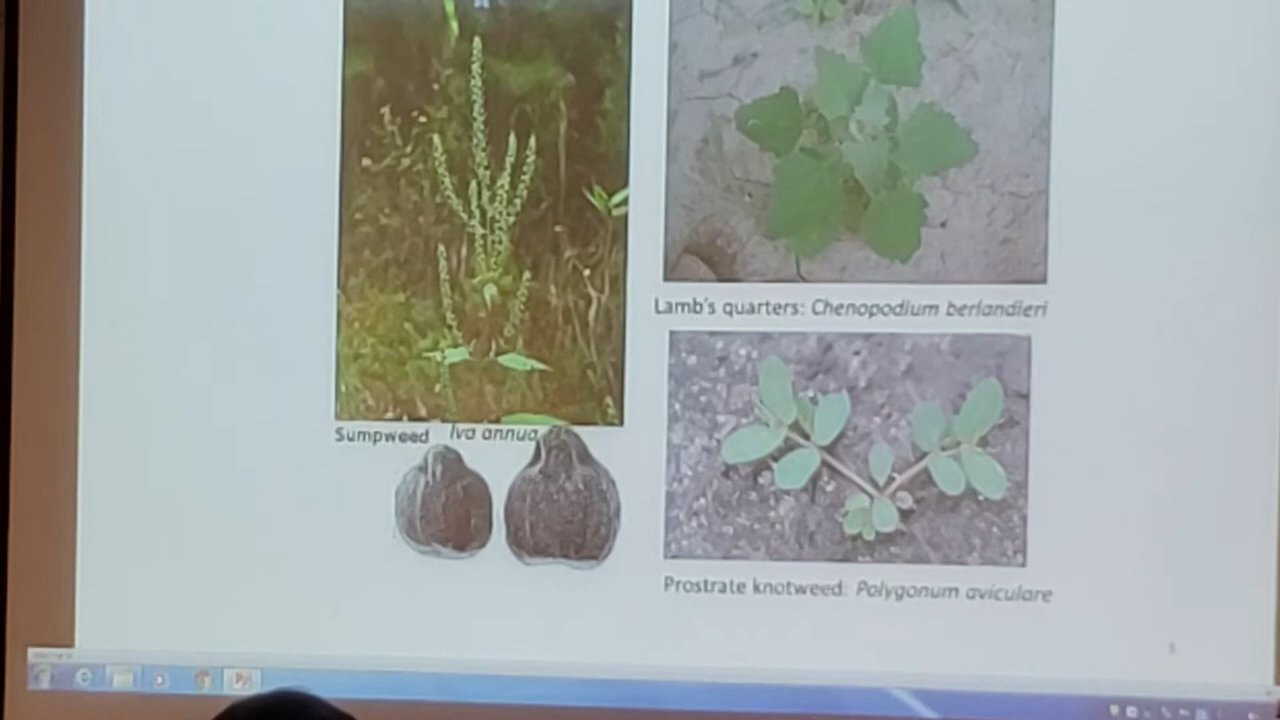 Lamb's quarters: Chenopodium berlandieri
Sumpweed Iva annua
Prostrate knotweed: Polygonum aviculare